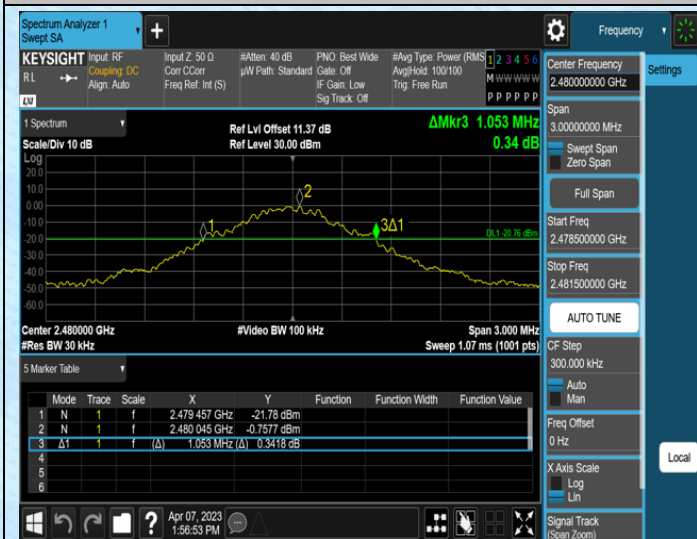 Spectrum Analyzer 1
Swept SA
+
Frequency
KEYSIGHT
RL
LXI
Input: RF
Coupling: DC
Align: Auto
Input Z: 50 Ω
Corr CCorr
Freq Ref: Int (S)
#Atten: 40 dB
µW Path: Standard
PNO: Best Wide
Gate: Off
IF Gain: Low
Sig Track: Off
#Avg Type: Power (RMS
Avg|Hold: 100/100
Trig: Free Run
1 2 3 4 5 6
M W W W W W
P P P P P P
1 Spectrum
Scale/Div 10 dB
Ref Lvl Offset 11.37 dB
Ref Level 30.00 dBm
ΔMkr3 1.053 MHz
0.34 dB
Log
20.0
10.0
0.00
-10.0
-20.0
-30.0
-40.0
-50.0
-60.0
1
2
3Δ1
DL1 -20.76 dBm
Center 2.480000 GHz
#Res BW 30 kHz
#Video BW 100 kHz
Span 3.000 MHz
Sweep 1.07 ms (1001 pts)
5 Marker Table
Mode Trace Scale X Y Function Function Width Function Value
1 N 1 f 2.479 457 GHz -21.78 dBm
2 N 1 f 2.480 045 GHz -0.7577 dBm
3 Δ1 1 f (Δ) 1.053 MHz (Δ) 0.3418 dB
4
5
6
?
Apr 07, 2023
1:56:53 PM
Center Frequency
2.480000000 GHz
Span
3.00000000 MHz
Swept Span
Zero Span
Full Span
Start Freq
2.478500000 GHz
Stop Freq
2.481500000 GHz
AUTO TUNE
CF Step
300.000 kHz
Auto
Man
Freq Offset
0 Hz
X Axis Scale
Log
Lin
Signal Track
(Span Zoom)
Settings
Local